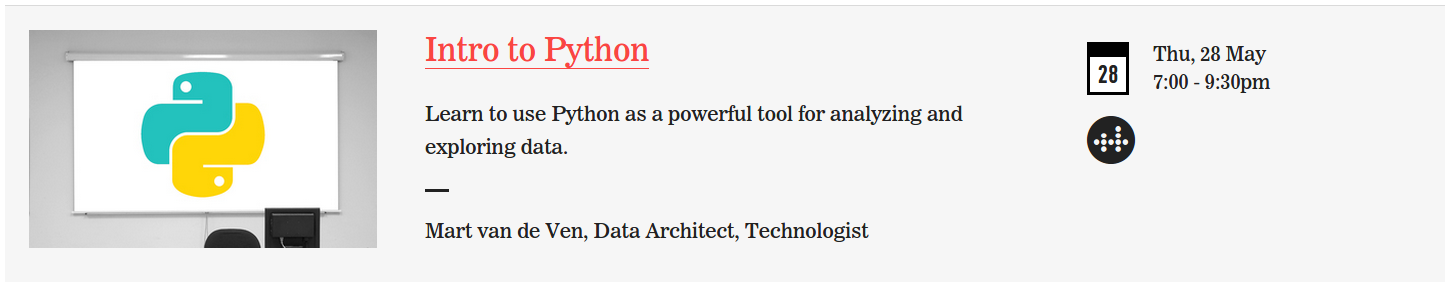 Intro to Python
Learn to use Python as a powerful tool for analyzing and
exploring data.
Mart van de Ven, Data Architect, Technologist
28
Thu, 28 May
7:00 - 9:30pm